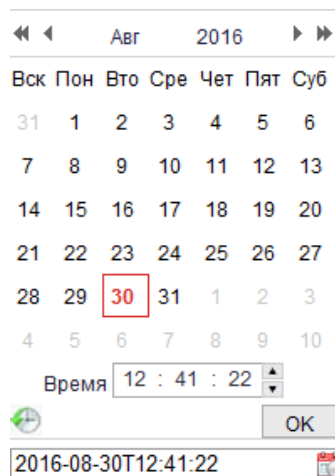 Авг 2016
Вск Пон Вто Сре Чет Пят Суб
31 1 2 3 4 5 6
7 8 9 10 11 12 13
14 15 16 17 18 19 20
21 22 23 24 25 26 27
28 29 30 31 1 2 3
4 5 6 7 8 9 10
Время 12 : 41 : 22
OK
2016-08-30T12:41:22